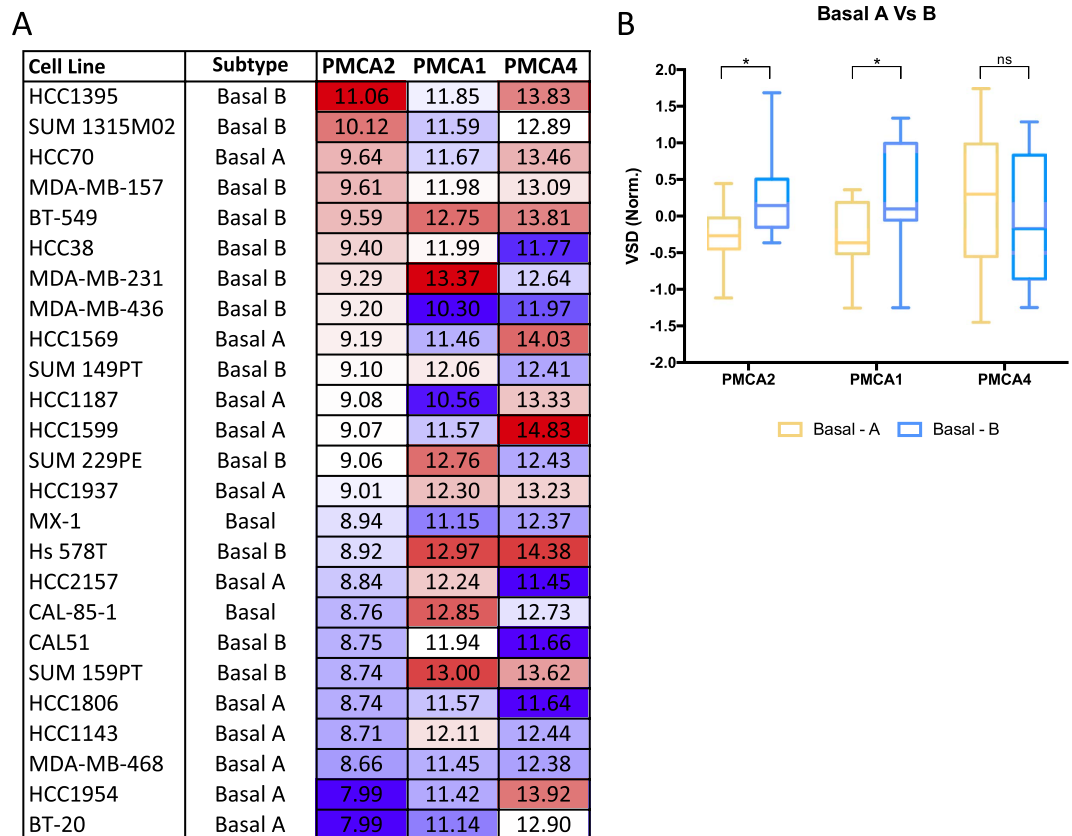 A
Cell Line Subtype PMCA2 PMCA1 PMCA4
HCC1395 Basal B 11.06 11.85 13.83
SUM 1315M02 Basal B 10.12 11.59 12.89
HCC70 Basal A 9.64 11.67 13.46
MDA-MB-157 Basal B 9.61 11.98 13.09
BT-549 Basal B 9.59 12.75 13.81
HCC38 Basal B 9.40 11.99 11.77
MDA-MB-231 Basal B 9.29 13.37 12.64
MDA-MB-436 Basal B 9.20 10.30 11.97
HCC1569 Basal A 9.19 11.46 14.03
SUM 149PT Basal B 9.10 12.06 12.41
HCC1187 Basal A 9.08 10.56 13.33
HCC1599 Basal A 9.07 11.57 14.83
SUM 229PE Basal B 9.06 12.76 12.43
HCC1937 Basal A 9.01 12.30 13.23
MX-1 Basal 8.94 11.15 12.37
Hs 578T Basal B 8.92 12.97 14.38
HCC2157 Basal A 8.84 12.24 11.45
CAL-85-1 Basal 8.76 12.85 12.73
CAL51 Basal B 8.75 11.94 11.66
SUM 159PT Basal B 8.74 13.00 13.62
HCC1806 Basal A 8.74 11.57 11.64
HCC1143 Basal A 8.71 12.11 12.44
MDA-MB-468 Basal A 8.66 11.45 12.38
HCC1954 Basal A 7.99 11.42 13.92
BT-20 Basal A 7.99 11.14 12.90
B
Basal A Vs B
* * ns
VSD (Norm.)
2.0
1.5
1.0
0.5
0.0
-0.5
-1.0
-1.5
-2.0
PMCA2 PMCA1 PMCA4
Basal - A Basal - B